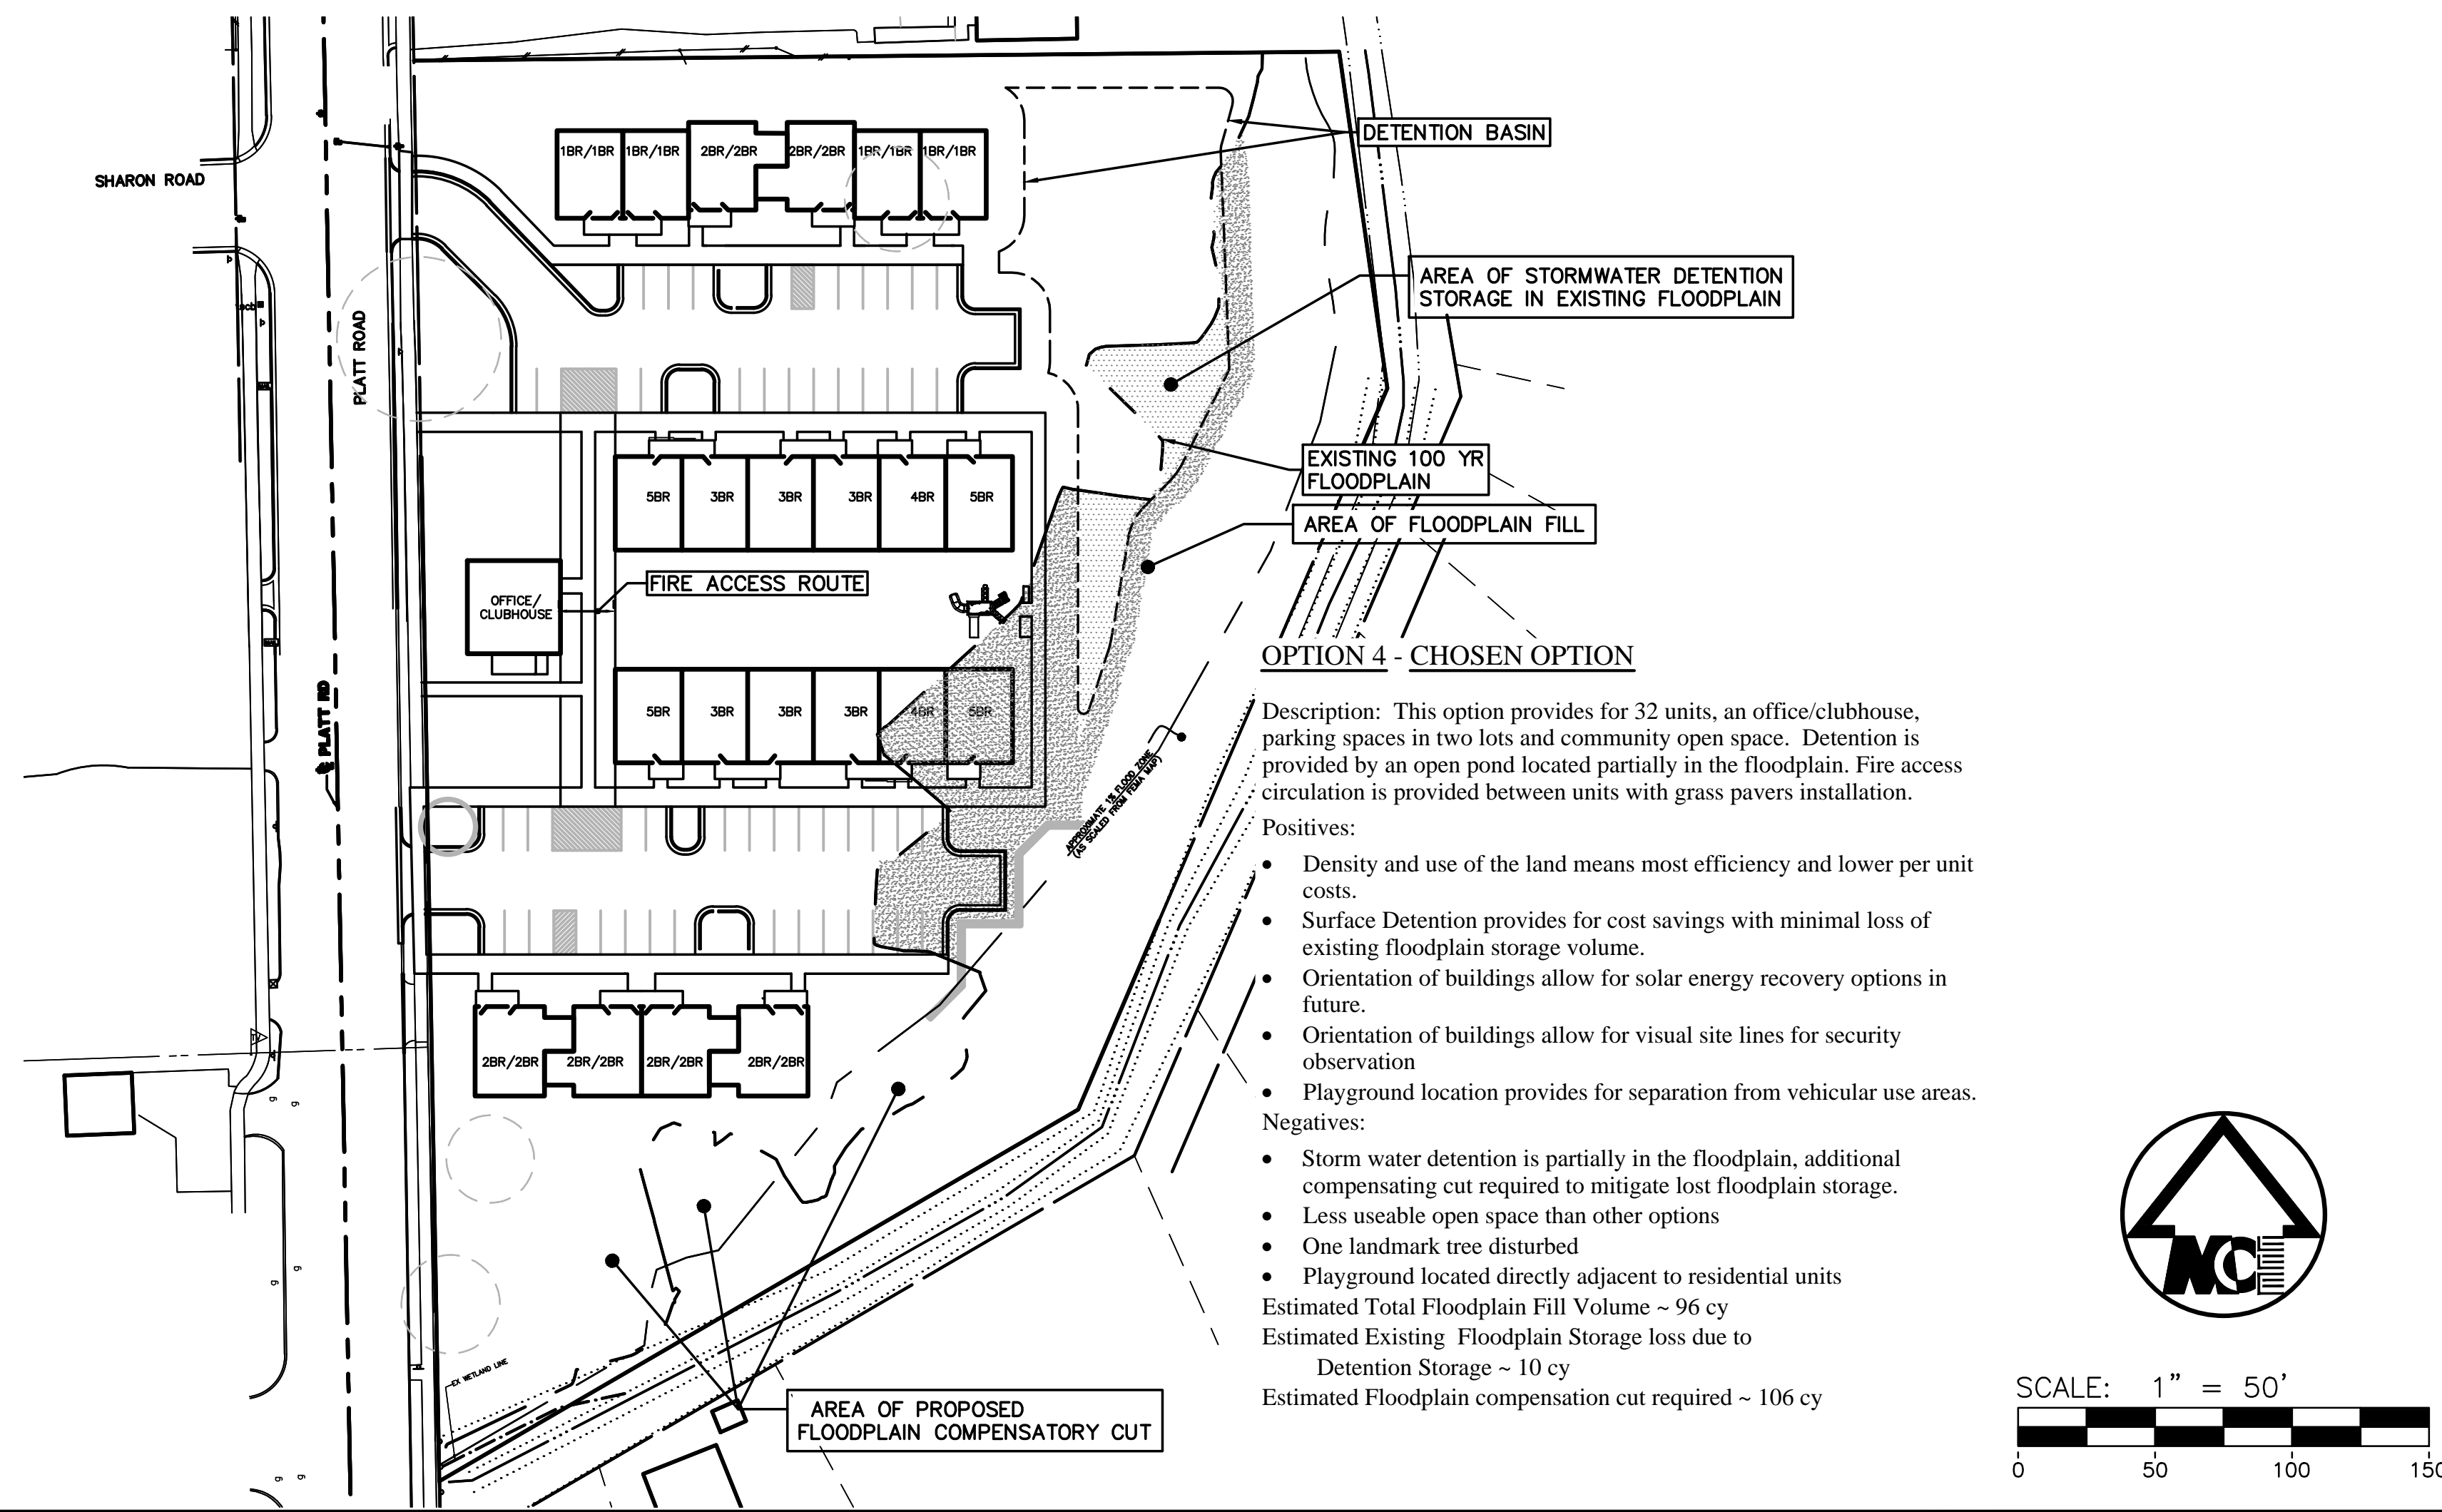 DETENTION BASIN
1BR/1BR 1BR/1BR 2BR/2BR 2BR/2BR 1BR/1BR 1BR/1BR
SHARON ROAD
AREA OF STORMWATER DETENTION
STORAGE IN EXISTING FLOODPLAIN
PLATT ROAD
EXISTING 100 YR
FLOODPLAIN
5BR 3BR 3BR 3BR 4BR 5BR
AREA OF FLOODPLAIN FILL
FIRE ACCESS ROUTE
OFFICE/
CLUBHOUSE
5BR 3BR 3BR 3BR 4BR 5BR
PLATT RD
APPROXIMATE 1% FLOOD ZONE
(AS SCALED FROM FEMA MAP)
2BR/2BR 2BR/2BR 2BR/2BR 2BR/2BR
EX WETLAND LINE
AREA OF PROPOSED
FLOODPLAIN COMPENSATORY CUT
OPTION 4 - CHOSEN OPTION
Description: This option provides for 32 units, an office/clubhouse,
parking spaces in two lots and community open space. Detention is
provided by an open pond located partially in the floodplain. Fire access
circulation is provided between units with grass pavers installation.
Positives:
• Density and use of the land means most efficiency and lower per unit
costs.
• Surface Detention provides for cost savings with minimal loss of
existing floodplain storage volume.
• Orientation of buildings allow for solar energy recovery options in
future.
• Orientation of buildings allow for visual site lines for security
observation
• Playground location provides for separation from vehicular use areas.
Negatives:
• Storm water detention is partially in the floodplain, additional
compensating cut required to mitigate lost floodplain storage.
• Less useable open space than other options
• One landmark tree disturbed
• Playground located directly adjacent to residential units
Estimated Total Floodplain Fill Volume ~ 96 cy
Estimated Existing Floodplain Storage loss due to
Detention Storage ~ 10 cy
Estimated Floodplain compensation cut required ~ 106 cy
MCI
SCALE: 1" = 50'
0 50 100 150